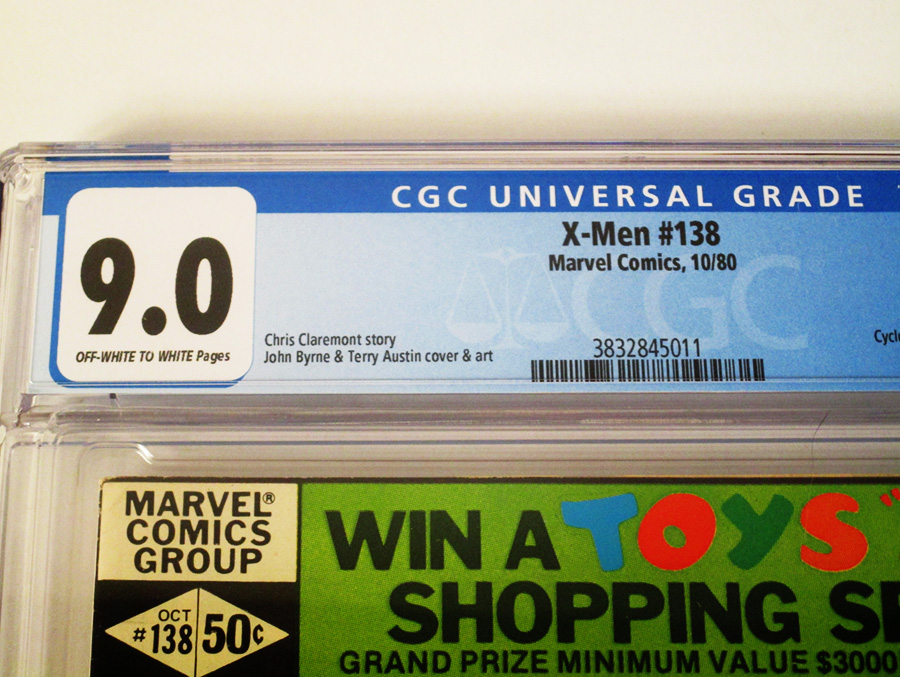 CGC UNIVERSAL GRADE
9.0
OFF-WHITE TO WHITE Pages
X-Men #138
Marvel Comics, 10/80
CGC
Chris Claremont story
John Byrne & Terry Austin cover & art
3832845011
MARVEL®
COMICS
GROUP
OCT
#138 50¢
WIN A TOYS "
SHOPPING
GRAND PRIZE MINIMUM VALUE $3000